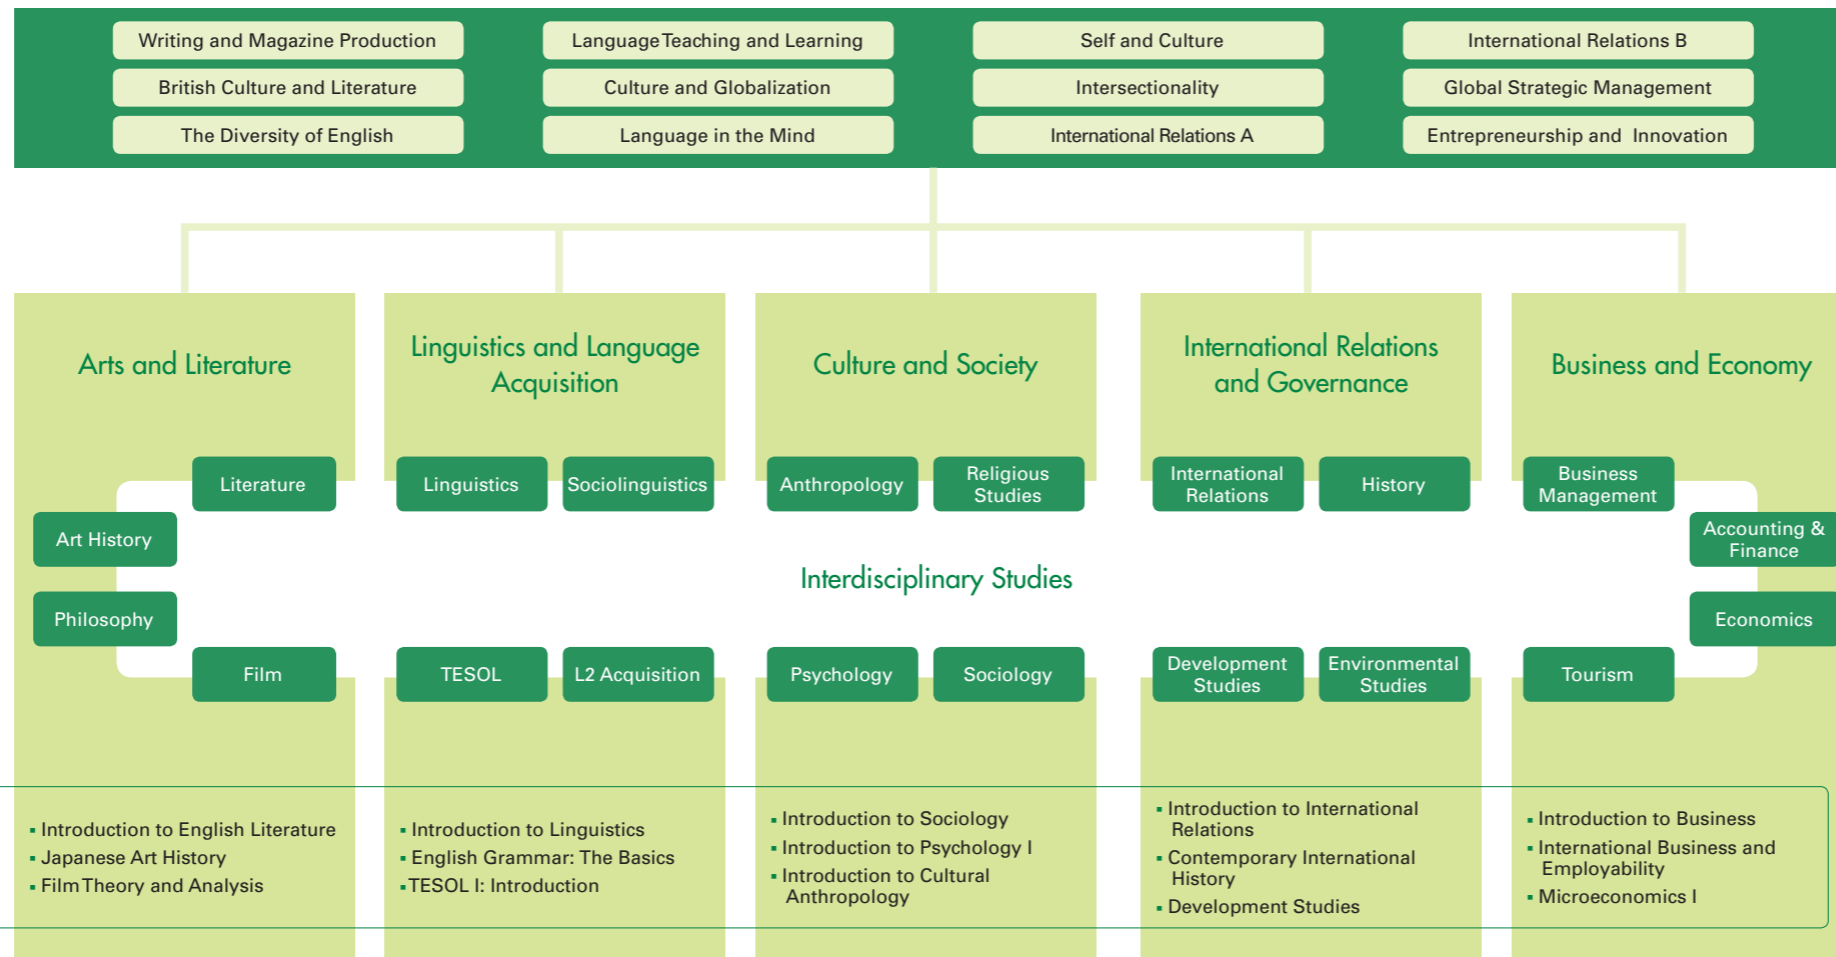 Writing and Magazine Production
Language Teaching and Learning
Self and Culture
International Relations B
British Culture and Literature
Culture and Globalization
Intersectionality
Global Strategic Management
The Diversity of English
Language in the Mind
International Relations A
Entrepreneurship and Innovation
Arts and Literature
Linguistics and Language
Acquisition
Culture and Society
International Relations
and Governance
Business and Economy
Literature
Art History
Philosophy
Film
Linguistics
Sociolinguistics
TESOL
L2 Acquisition
Anthropology
Religious
Studies
Psychology
Sociology
International
Relations
History
Development
Studies
Environmental
Studies
Business
Management
Accounting &
Finance
Economics
Tourism
Interdisciplinary Studies
▪ Introduction to English Literature
▪ Japanese Art History
▪ Film Theory and Analysis
▪ Introduction to Linguistics
▪ English Grammar: The Basics
▪ TESOL I: Introduction
▪ Introduction to Sociology
▪ Introduction to Psychology I
▪ Introduction to Cultural
Anthropology
▪ Introduction to International
Relations
▪ Contemporary International
History
▪ Development Studies
▪ Introduction to Business
▪ International Business and
Employability
▪ Microeconomics I